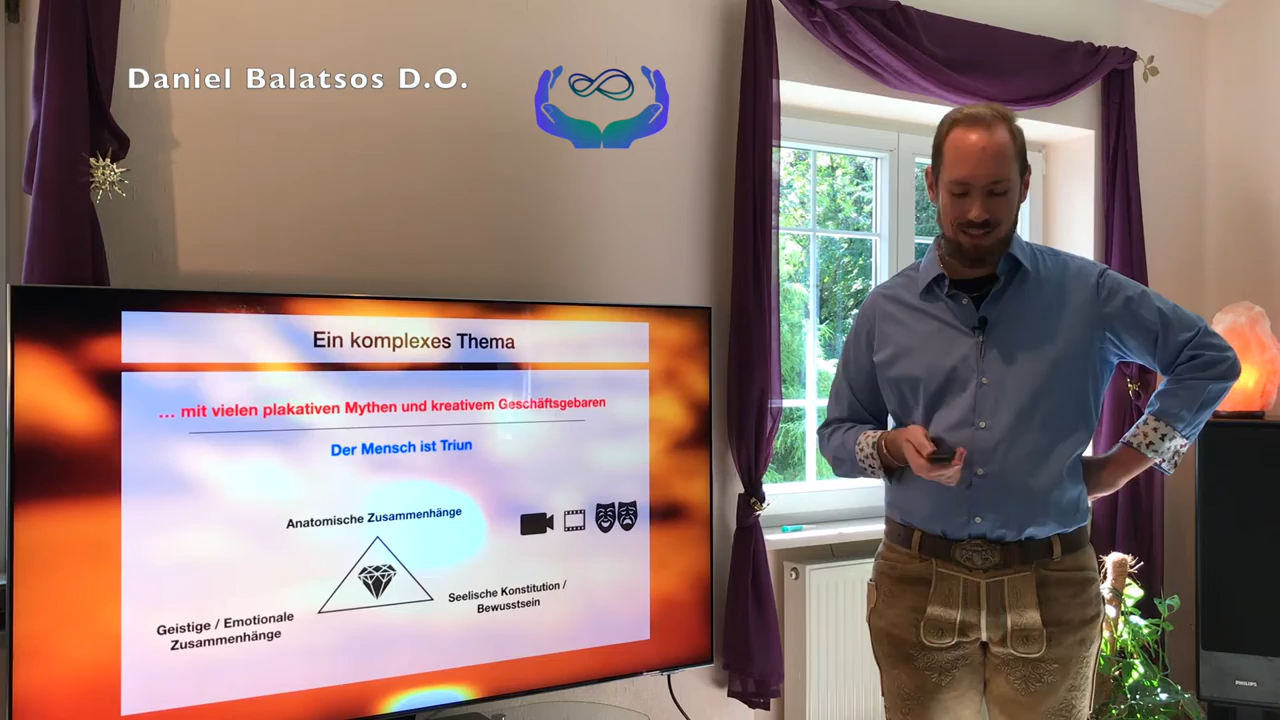 Daniel Balatsos D.O.
Ein komplexes Thema
... mit vielen plakativen Mythen und kreativem Geschäftsgebaren
Der Mensch ist Triun
Anatomische Zusammenhänge
Seelische Konstitution /
Bewusstsein
Geistige / Emotionale
Zusammenhänge
PHILIPS